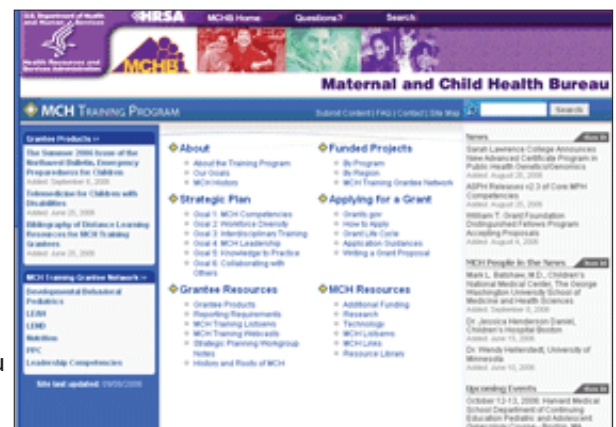 U.S. Department of Health
and Human Services
HRSA
MCHB Home
Questions?
Search
Health Resources and
Services Administration
MCHB
Maternal and Child Health Bureau
MCH TRAINING PROGRAM
Submit Content | FAQ | Contact | Site Map
Search
Grantee Products >>
The Summer 2006 Issue of the
Northwest Bulletin, Emergency
Preparedness for Children
Added: September 6, 2006
Telemedicine for Children with
Disabilities
Added: June 25, 2006
Bibliography of Distance Learning
Resources for MCH Training
Grantees
Added: June 25, 2006
MCH Training Grantee Network >>
Developmental Behavioral
Pediatrics
LEAH
LEND
Nutrition
PPC
Leadership Competencies
Site last updated: 09/08/2006
About
About the Training Program
Our Goals
MCH History
Strategic Plan
Goal 1: MCH Competencies
Goal 2: Workforce Diversity
Goal 3: Interdisciplinary Training
Goal 4: MCH Leadership
Goal 5: Knowledge to Practice
Goal 6: Collaborating with
Others
Grantee Resources
Grantee Products
Reporting Requirements
MCH Training Listservs
MCH Training Webcasts
Strategic Planning Workgroup
Notes
History and Roots of MCH
Funded Projects
By Program
By Region
MCH Training Grantee Network
Applying for a Grant
Grants.gov
How to Apply
Grant Life Cycle
Application Guidances
Writing a Grant Proposal
MCH Resources
Additional Funding
Research
Technology
MCH Listservs
MCH Links
Resource Library
News
Sarah Lawrence College Announces
New Advanced Certificate Program in
Public Health Genetics/Genomics
Added: August 25, 2006
ASPH Releases v2.3 of Core MPH
Competencies
Added: August 25, 2006
William T. Grant Foundation
Distinguished Fellows Program
Accepting Proposals
Added: August 4, 2006
MCH People in the News
Mark L. Batshaw, M.D., Children's
National Medical Center, The George
Washington University School of
Medicine and Health Sciences
Added: September 8, 2006
Dr. Jessica Henderson Daniel,
Children's Hospital Boston
Added: June 15, 2006
Dr. Wendy Hellerstedt, University of
Minnesota
Added: June 10, 2006
Upcoming Events
October 12-13, 2006: Harvard Medical
School Department of Continuing
Education Pediatric and Adolescent
u